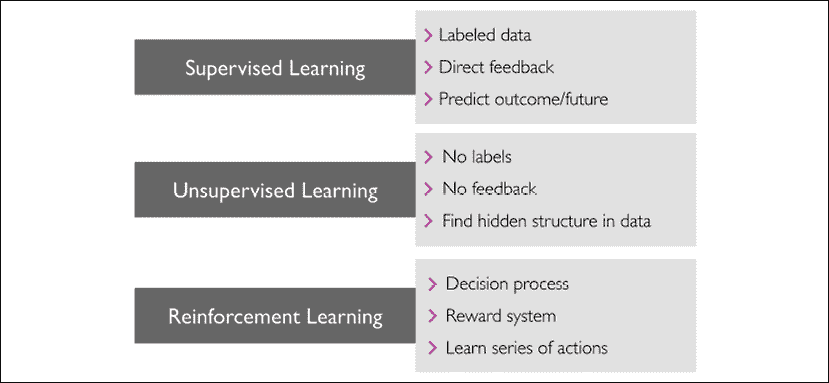 Supervised Learning
Labeled data
Direct feedback
Predict outcome/future
Unsupervised Learning
No labels
No feedback
Find hidden structure in data
Reinforcement Learning
Decision process
Reward system
Learn series of actions